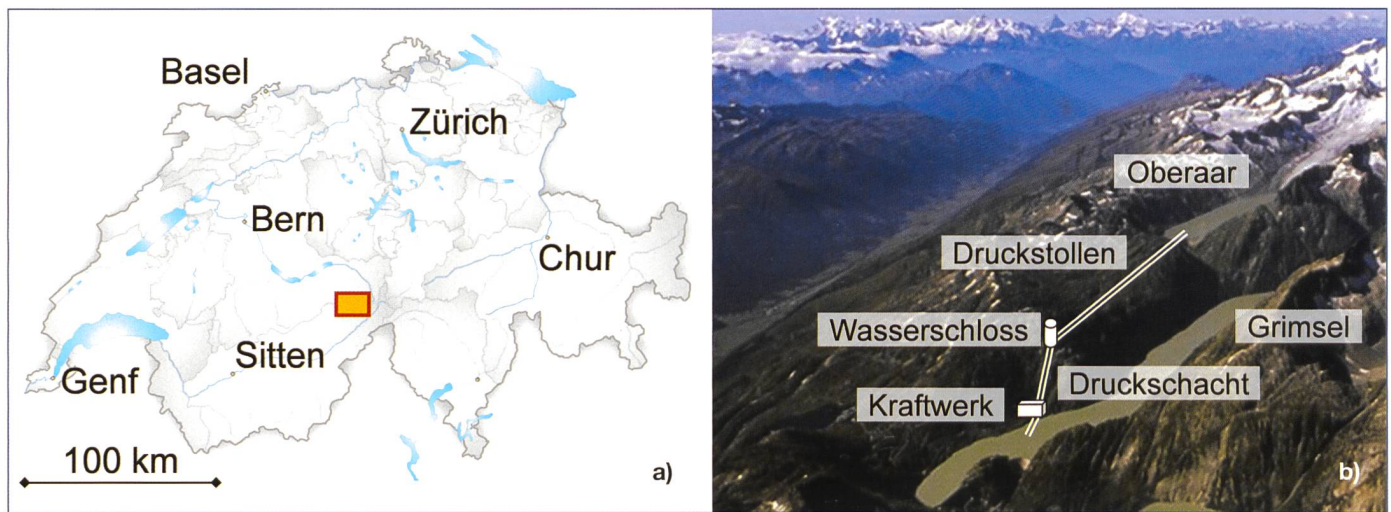 Basel
Zürich
Bern
Chur
Sitten
Genf
100 km
a)
Oberaar
Druckstollen
Wasserschloss
Grimsel
Druckschacht
Kraftwerk
b)